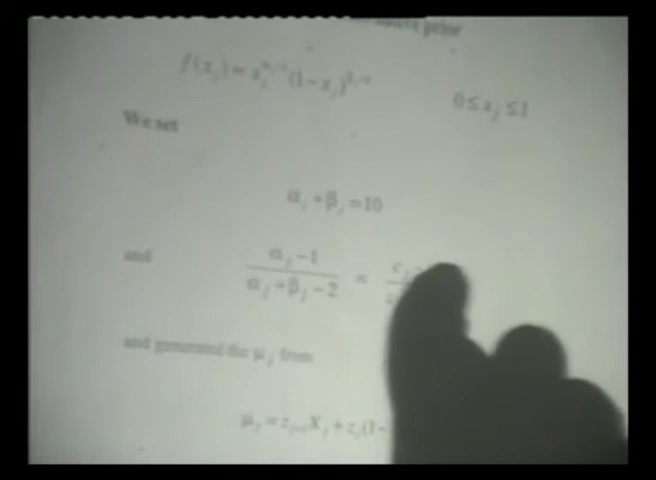 prior
f(x_j) = x_j^{α_j-1} (1-x_j)^{β_j-1}    0 ≤ x_j ≤ 1
We set
α_j + β_j = 10
and    \frac{α_j - 1}{α_j + β_j - 2} =
and generated the μ_j from
μ_j = z_{j-1} X_j + z_j (1-